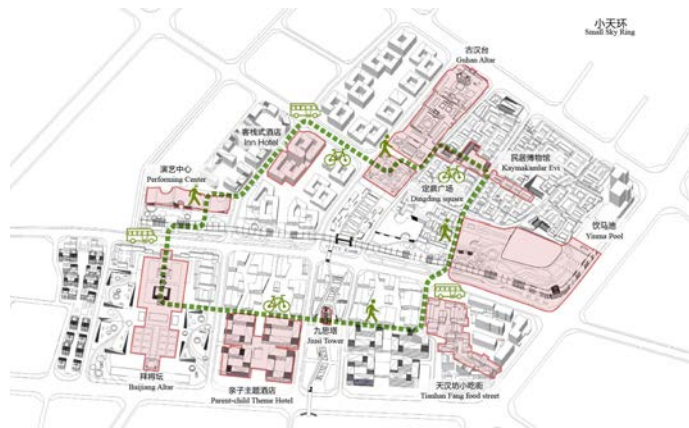 小天环
Small Sky Ring
古汉台
Guhan Altar
客栈式酒店
Inn Hotel
民居博物馆
Kaymakamlar Evi
演艺中心
Performing Center
定鼎广场
Dingding square
饮马池
Yinma Pool
九思塔
Jiusi Tower
拜将坛
Baijiang Altar
亲子主题酒店
Parent-child Theme Hotel
天汉坊小吃街
Tianhan Fang food street